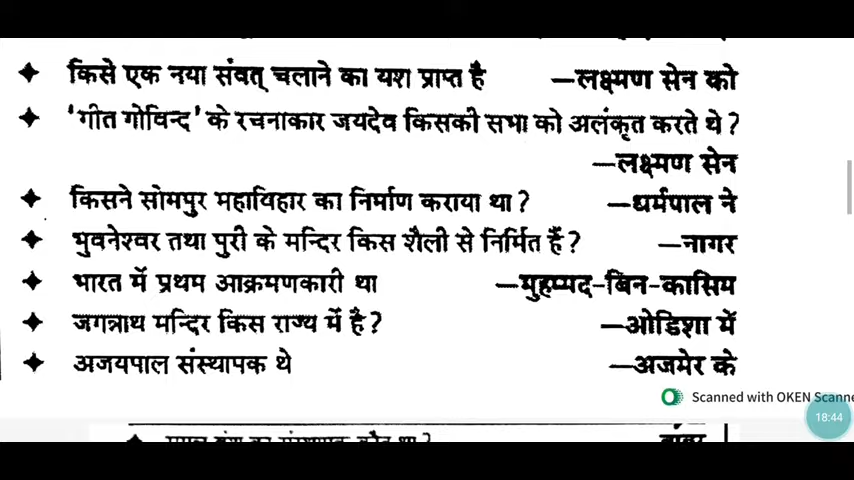 ✦ किसे एक नया संवत् चलाने का यश प्राप्त है —लक्ष्मण सेन को
✦ 'गीत गोविन्द' के रचनाकार जयदेव किसकी सभा को अलंकृत करते थे?
—लक्ष्मण सेन
✦ किसने सोमपुर महाविहार का निर्माण कराया था? —धर्मपाल ने
✦ भुवनेश्वर तथा पुरी के मन्दिर किस शैली से निर्मित हैं? —नागर
✦ भारत में प्रथम आक्रमणकारी था —मुहम्मद-बिन-कासिम
✦ जगन्नाथ मन्दिर किस राज्य में है? —ओडिशा में
✦ अजयपाल संस्थापक थे —अजमेर के
Scanned with OKEN Scanne
18:44